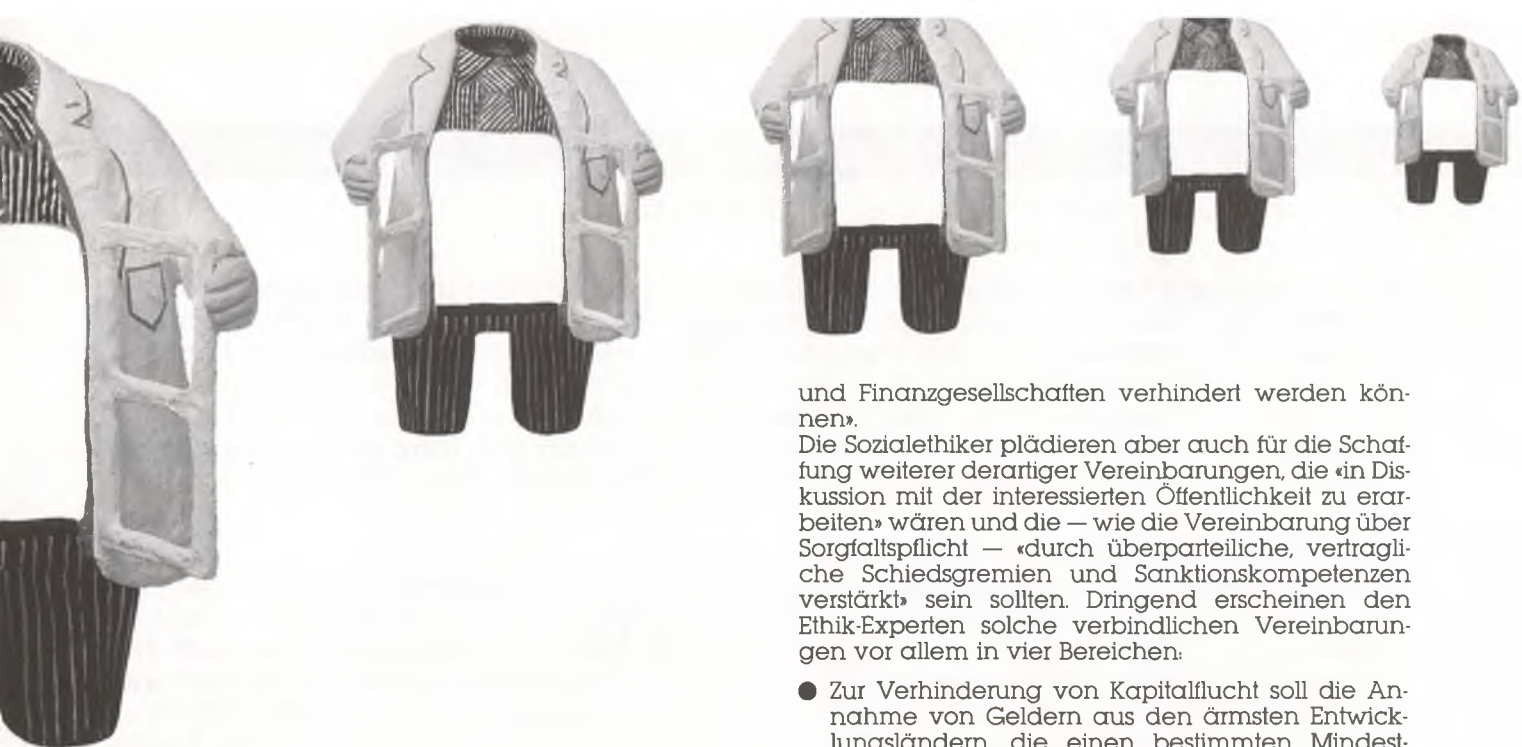 und Finanzgesellschaften verhindert werden kön-
nen».
Die Sozialethiker plädieren aber auch für die Schaf-
fung weiterer derartiger Vereinbarungen, die «in Dis-
kussion mit der interessierten Öffentlichkeit zu erar-
beiten» wären und die — wie die Vereinbarung über
Sorgfaltspflicht — «durch überparteiliche, vertragli-
che Schiedsgremien und Sanktionskompetenzen
verstärkt» sein sollten. Dringend erscheinen den
Ethik-Experten solche verbindlichen Vereinbarun-
gen vor allem in vier Bereichen:
● Zur Verhinderung von Kapitalflucht soll die An-
nahme von Geldern aus den ärmsten Entwick-
lungsländern, die einen bestimmten Mindest-